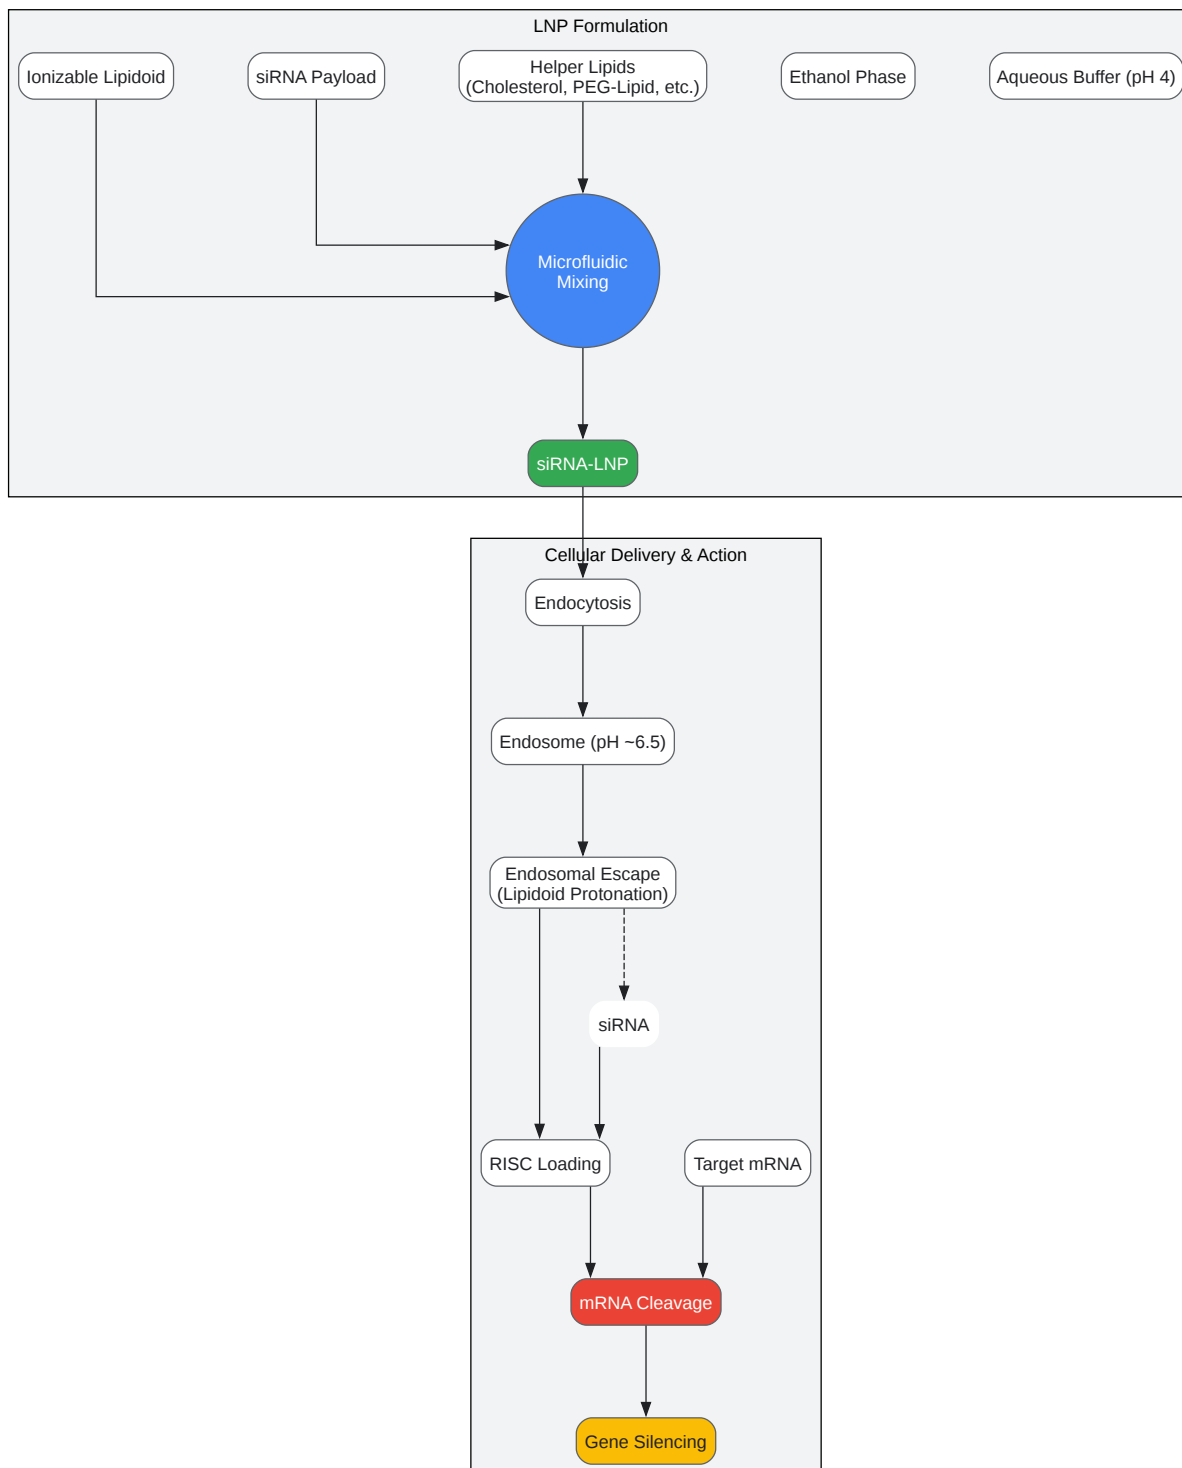 LNP Formulation
Ionizable Lipidoid
siRNA Payload
Helper Lipids
(Cholesterol, PEG-Lipid, etc.)
Ethanol Phase
Aqueous Buffer (pH 4)
Microfluidic
Mixing
siRNA-LNP
Cellular Delivery & Action
Endocytosis
Endosome (pH ~6.5)
Endosomal Escape
(Lipidoid Protonation)
siRNA
RISC Loading
Target mRNA
mRNA Cleavage
Gene Silencing